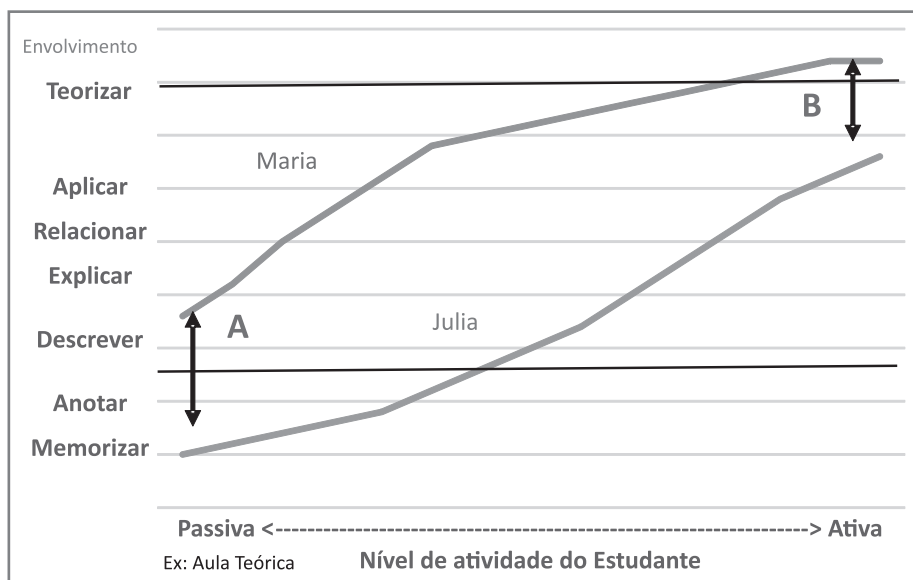 Envolvimento
Teorizar
B
Maria
Aplicar
Relacionar
Explicar
A
Julia
Descrever
Anotar
Memorizar
Passiva <----------------------------------------------------> Ativa
Ex: Aula Teórica
Nível de atividade do Estudante